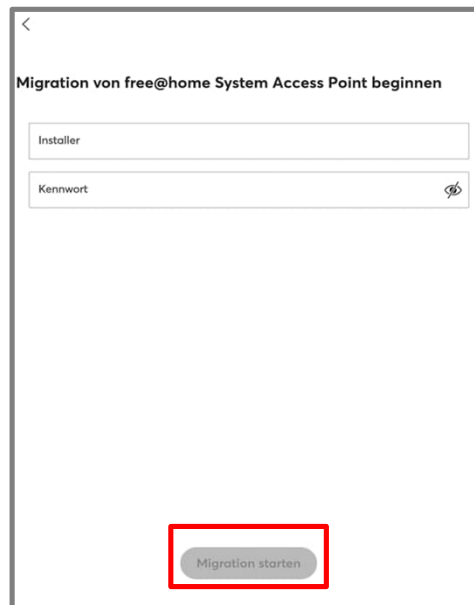 Migration von free@home System Access Point beginnen
Installer
Kennwort
Migration starten